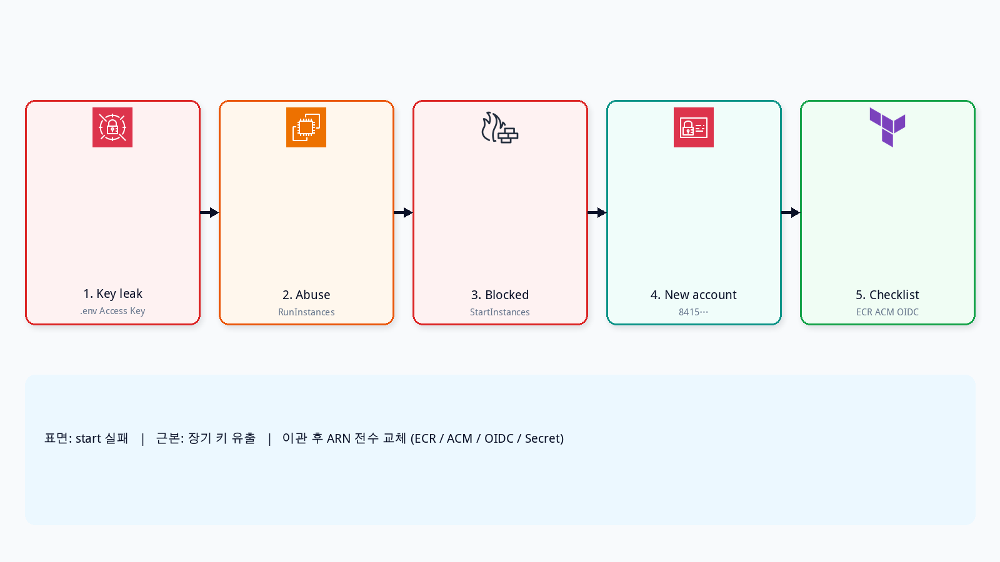 1. Key leak
.env Access Key
2. Abuse
RunInstances
3. Blocked
StartInstances
4. New account
8415···
5. Checklist
ECR ACM OIDC
표면: start 실패 | 근본: 장기 키 유출 | 이관 후 ARN 전수 교체 (ECR / ACM / OIDC / Secret)